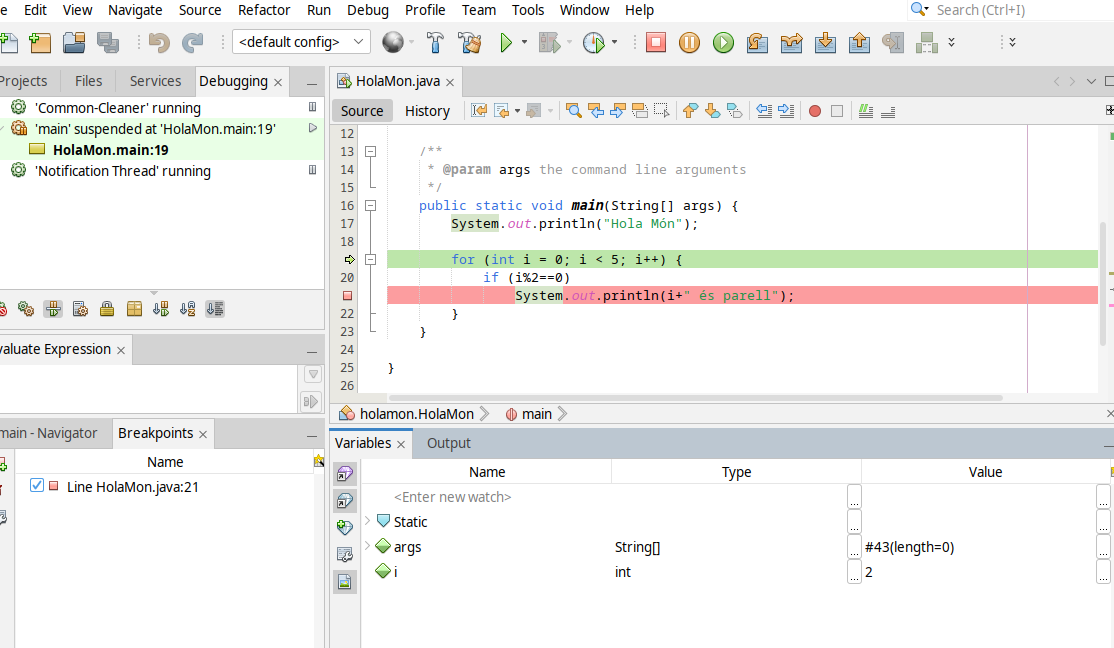 e Edit View Navigate Source Refactor Run Debug Profile Team Tools Window Help Search (Ctrl+I)
<default config>
Projects Files Services Debugging ×
HolaMon.java ×
'Common-Cleaner' running
'main' suspended at 'HolaMon.main:19'
HolaMon.main:19
'Notification Thread' running
Source History
12
13 /**
14 * @param args the command line arguments
15 */
16 public static void main(String[] args) {
17 System.out.println("Hola Món");
18
for (int i = 0; i < 5; i++) {
20 if (i%2==0)
System.out.println(i+" és parell");
22 }
23 }
24
25 }
26
valuate Expression ×
holamon.HolaMon main
main - Navigator Breakpoints ×
Name
Line HolaMon.java:21
Variables × Output
Name Type Value
<Enter new watch> ... ...
Static ... ...
args String[] ... #43(length=0) ...
i int ... 2 ...